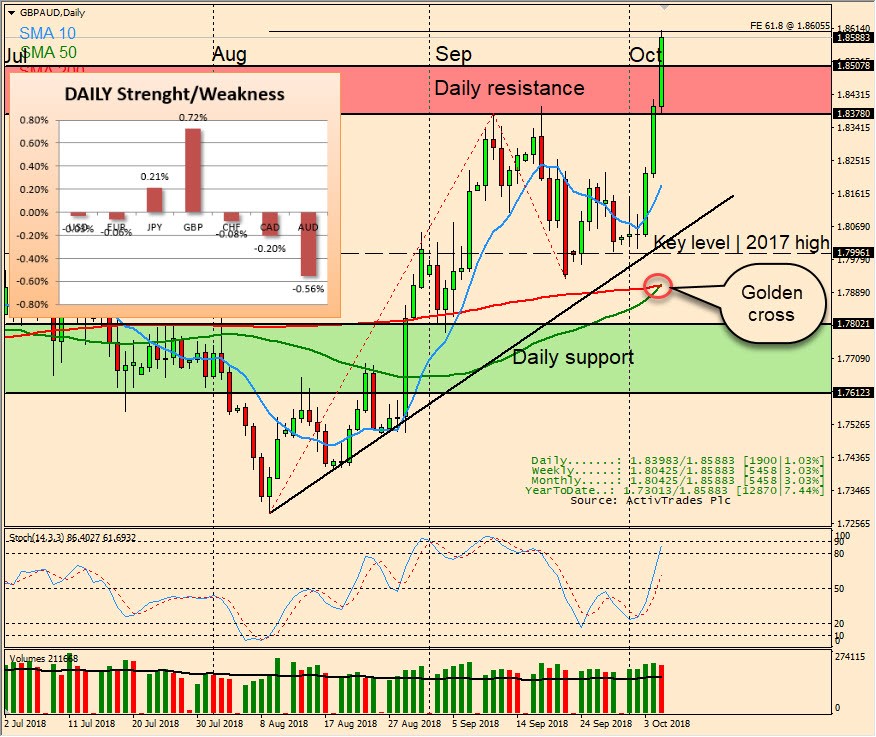 GBPAUD,Daily
SMA 10
SMA 50
SMA 200
FE 61.8 @ 1.86055
Jul
Aug
Sep
Oct
DAILY Strenght/Weakness
0.80%
0.60%
0.40%
0.20%
0.00%
-0.20%
-0.40%
-0.60%
-0.80%
0.72%
0.21%
USD EUR JPY GBP CHF CAD AUD
-0.06%
-0.08%
-0.20%
-0.56%
Daily resistance
Key level | 2017 high
Golden
cross
Daily support
Daily.......: 1.83983/1.85883 [1900|1.03%]
Weekly......: 1.80425/1.85883 [5458|3.03%]
Monthly.....: 1.80425/1.85883 [5458|3.03%]
YearToDate..: 1.73013/1.85883 [12870|7.44%]
Source: ActivTrades Plc
1.86140
1.85883
1.85078
1.84315
1.83780
1.83415
1.82515
1.81615
1.80690
1.79961
1.79790
1.78890
1.78021
1.77090
1.76123
1.75265
1.74365
1.73465
1.72565
Stoch(14,3,3) 86.4027 61.6932
100
90
80
50
20
10
0
Volumes 211668
274115
0
2 Jul 2018
11 Jul 2018
20 Jul 2018
30 Jul 2018
8 Aug 2018
17 Aug 2018
27 Aug 2018
5 Sep 2018
14 Sep 2018
24 Sep 2018
3 Oct 2018